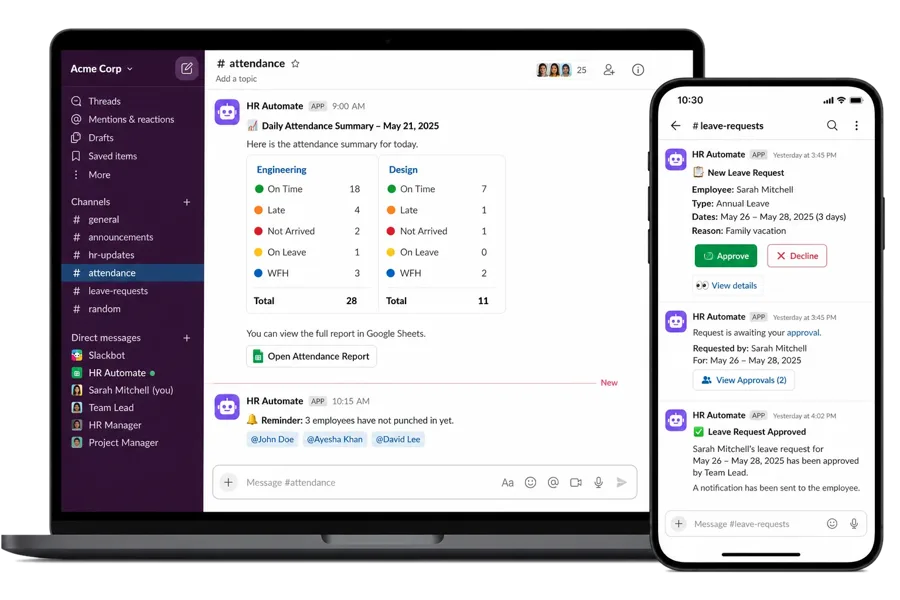 Acme Corp
Threads
Mentions & reactions
Drafts
Saved items
More
Channels +
# general
# announcements
# hr-updates
# attendance
# leave-requests
# random
Direct messages +
Slackbot
HR Automate
Sarah Mitchell (you)
Team Lead
HR Manager
Project Manager
# attendance
25
Add a topic
HR Automate APP 9:00 AM
Daily Attendance Summary – May 21, 2025
Here is the attendance summary for today.
Engineering Design
On Time 18 On Time 7
Late 4 Late 1
Not Arrived 2 Not Arrived 1
On Leave 1 On Leave 0
WFH 3 WFH 2
Total 28 Total 11
You can view the full report in Google Sheets.
Open Attendance Report
New
HR Automate APP 10:15 AM
Reminder: 3 employees have not punched in yet.
@John Doe @Ayesha Khan @David Lee
+ Message #attendance Aa @
10:30
# leave-requests
HR Automate APP Yesterday at 3:45 PM
New Leave Request
Employee: Sarah Mitchell
Type: Annual Leave
Dates: May 26 – May 28, 2025 (3 days)
Reason: Family vacation
Approve Decline
View details
HR Automate APP Yesterday at 3:45 PM
Request is awaiting your approval.
Requested by: Sarah Mitchell
For: May 26 – May 28, 2025
View Approvals (2)
HR Automate APP Yesterday at 4:02 PM
Leave Request Approved
Sarah Mitchell's leave request for
May 26 – May 28, 2025 has been approved
by Team Lead.
A notification has been sent to the employee.
+ Message #leave-requests